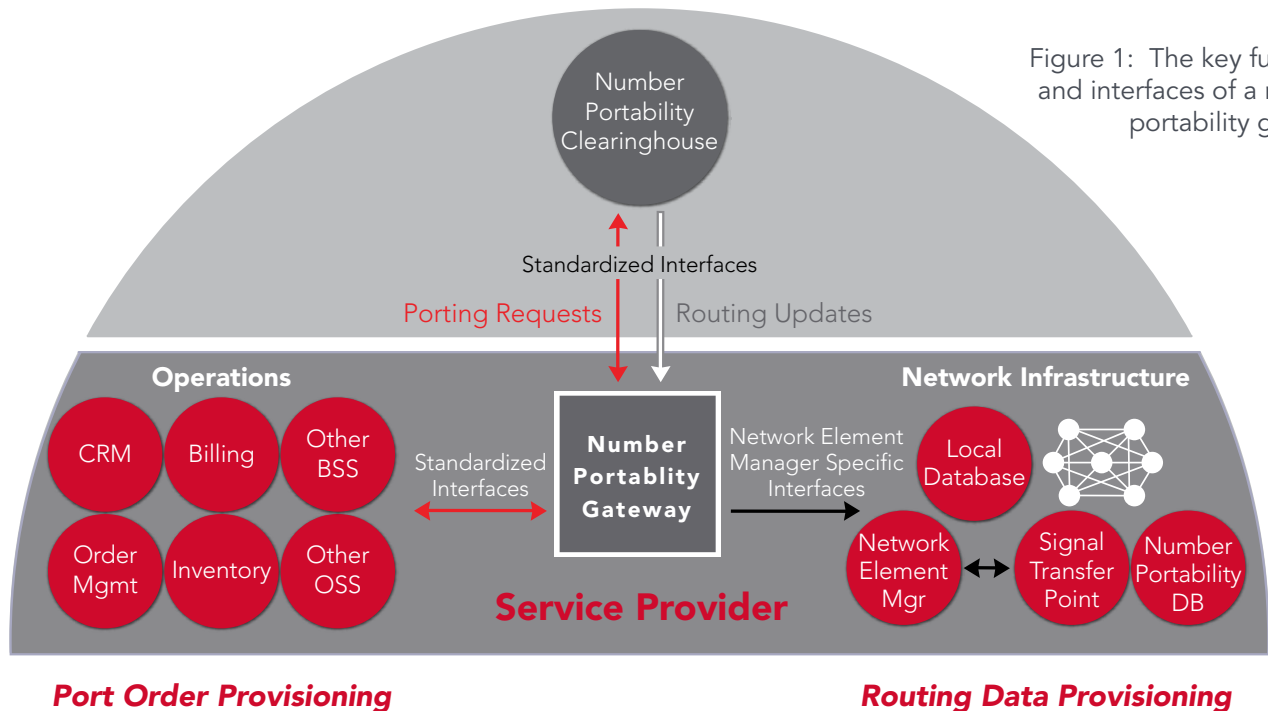 Figure 1: The key fu
and interfaces of a
portability
Number
Portability
Clearinghouse
Standardized Interfaces
Porting Requests
Routing Updates
Operations
Network Infrastructure
CRM
Billing
Other
BSS
Order
Mgmt
Inventory
Other
OSS
Standardized
Interfaces
Number
Portablity
Gateway
Network Element
Manager Specific
Interfaces
Local
Database
Network
Element
Mgr
Signal
Transfer
Point
Number
Portability
DB
Service Provider
Port Order Provisioning
Routing Data Provisioning